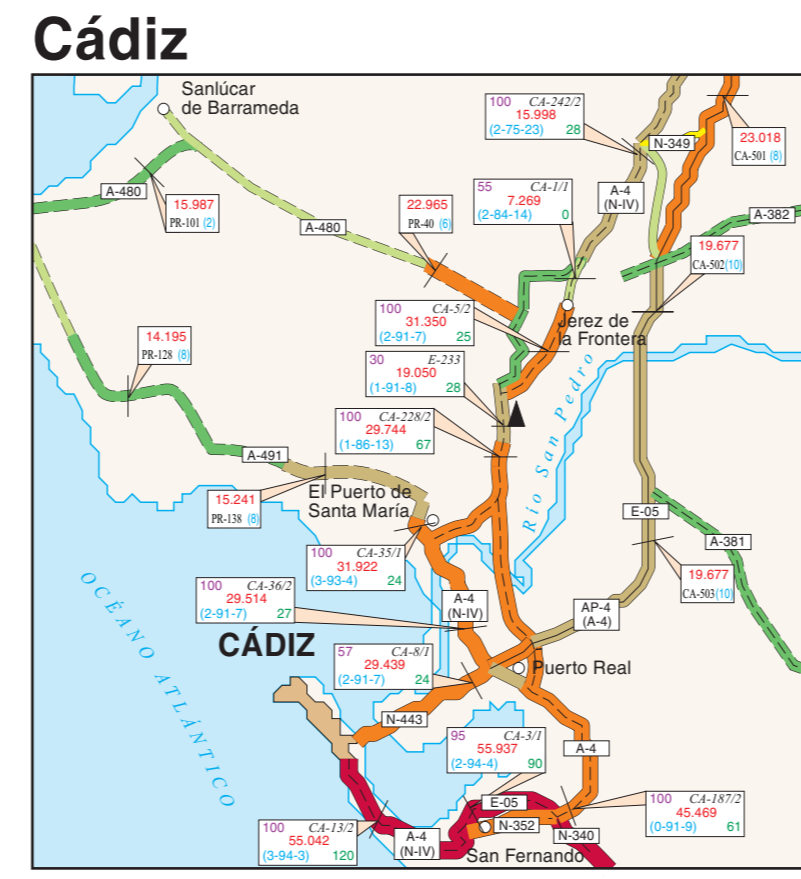 Cádiz
Sanlúcar
de Barrameda
100 CA-242/2
15.998
(2-75-23) 28
N-349
23.018
CA-501 (8)
A-480
15.987
PR-101 (2)
55 CA-1/1
7.269
(2-84-14) 0
A-4
(N-IV)
22.965
PR-40 (6)
A-480
A-382
19.677
CA-502(10)
100 CA-5/2
31.350
(2-91-7) 25
Jerez de
la Frontera
14.195
PR-128 (8)
30 E-233
19.050
(1-91-8) 28
100 CA-228/2
29.744
(1-86-13) 67
Rio San Pedro
A-491
15.241
PR-138 (8)
El Puerto de
Santa María
E-05
A-381
100 CA-35/1
31.922
(3-93-4) 24
19.677
CA-503(10)
100 CA-36/2
29.514
(2-91-7) 27
A-4
(N-IV)
AP-4
(A-4)
OCÉANO ATLÁNTICO
CÁDIZ
57 CA-8/1
29.439
(2-91-7) 24
Puerto Real
N-443
95 CA-3/1
55.937
(2-94-4) 90
A-4
E-05
100 CA-187/2
45.469
(0-91-9) 61
100 CA-13/2
55.042
(3-94-3) 120
A-4
(N-IV)
N-352
N-340
San Fernando